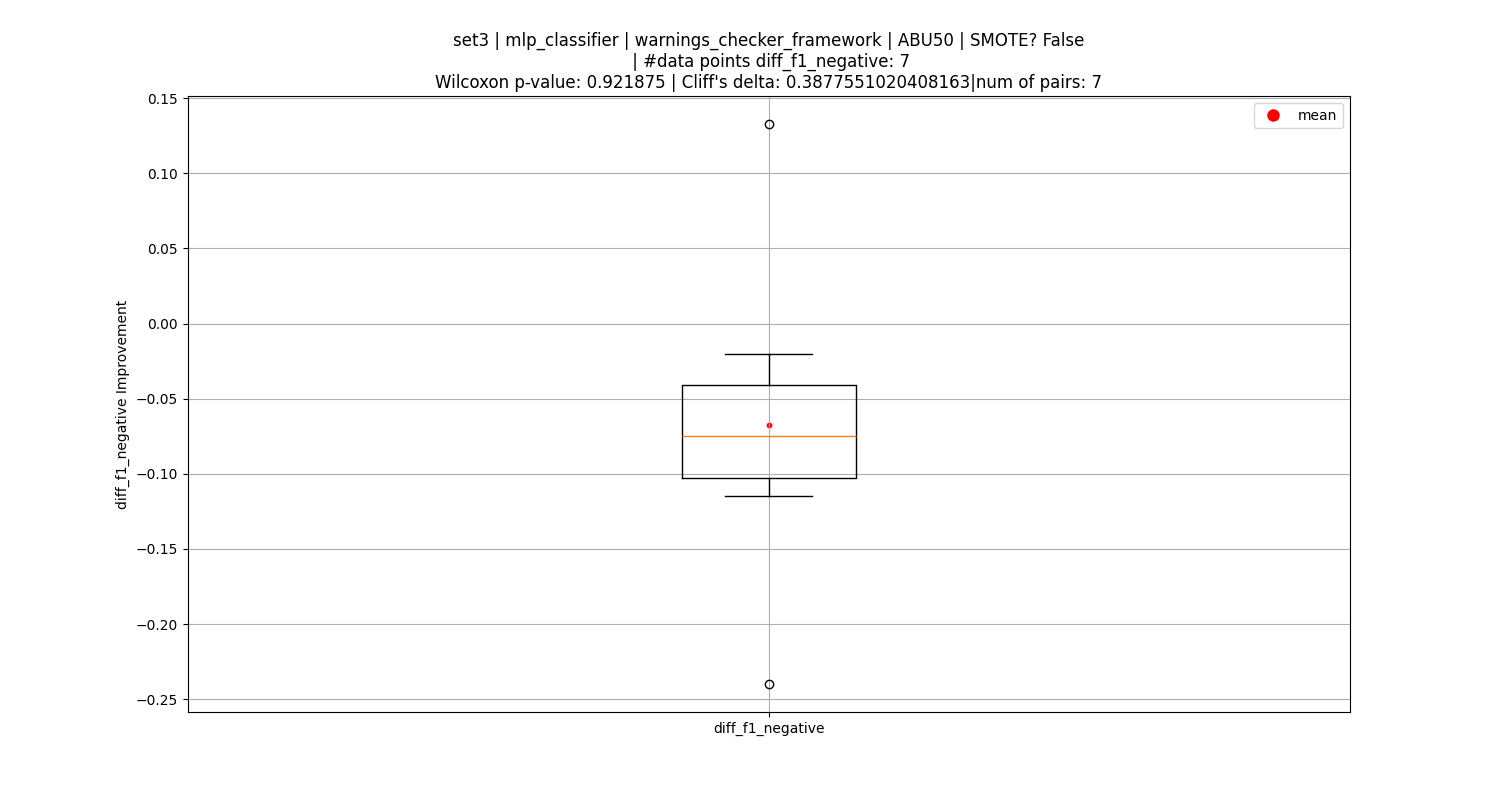 set3 | mlp_classifier | warnings_checker_framework | ABU50 | SMOTE? False
| #data points diff_f1_negative: 7
Wilcoxon p-value: 0.921875 | Cliff's delta: 0.3877551020408163|num of pairs: 7
mean
0.15
0.10
0.05
0.00
−0.05
−0.10
−0.15
−0.20
−0.25
diff_f1_negative Improvement
diff_f1_negative